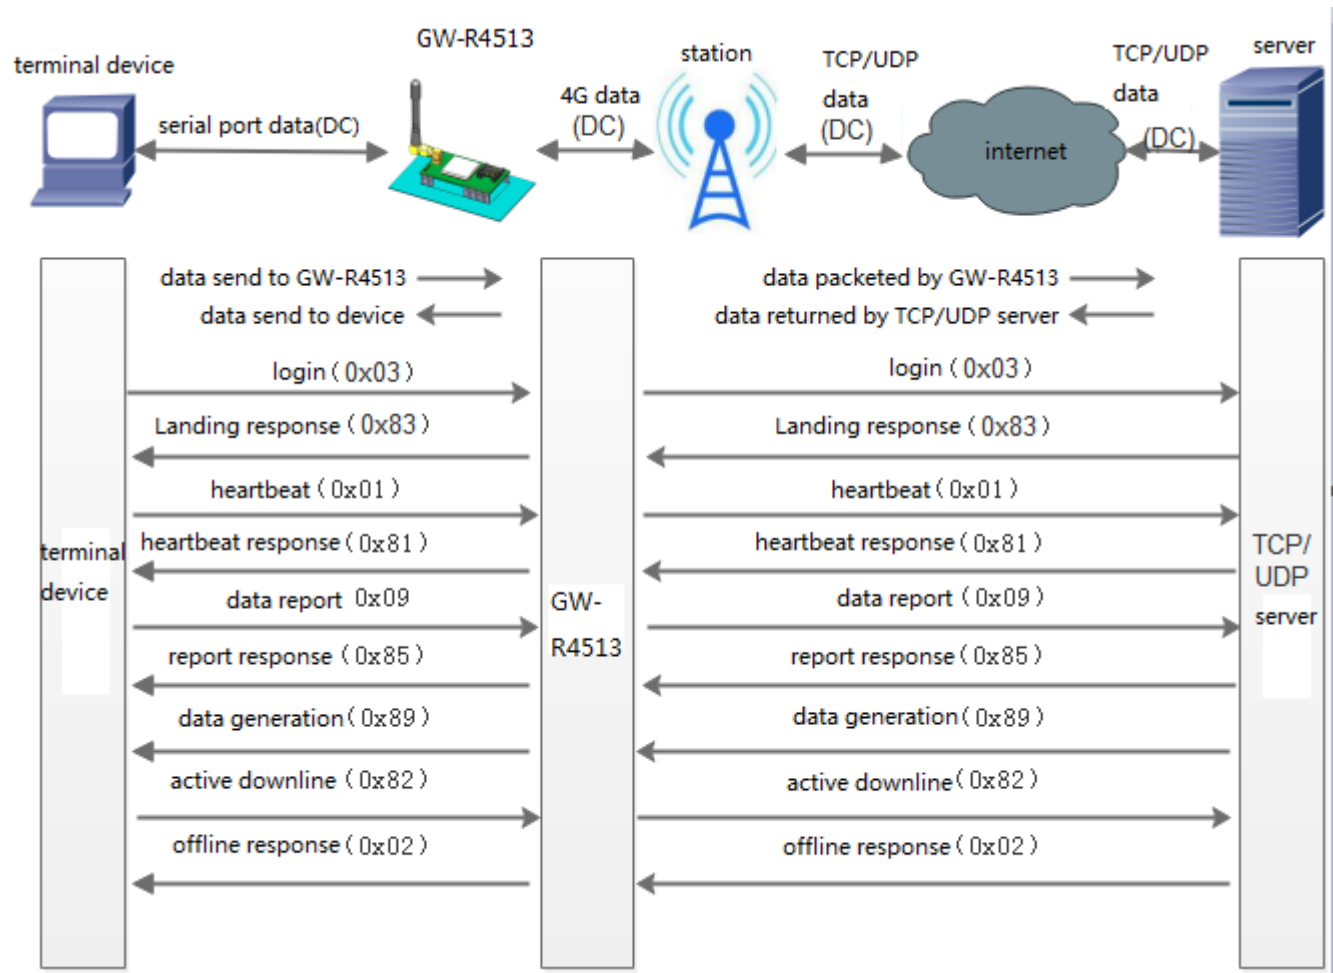 GW-R4513
station
server
terminal device
TCP/UDP
data
(DC)
TCP/UDP
data
(DC)
4G data
(DC)
serial port data(DC)
internet
data send to GW-R4513
data packeted by GW-R4513
data send to device
data returned by TCP/UDP server
login(0x03)
login(0x03)
Landing response(0x83)
Landing response(0x83)
heartbeat(0x01)
heartbeat(0x01)
heartbeat response(0x81)
heartbeat response(0x81)
data report 0x09
data report (0x09)
report response (0x85)
report response(0x85)
data generation(0x89)
data generation(0x89)
active downline (0x82)
active downline(0x82)
offline response(0x02)
offline response(0x02)
terminal
device
GW-
R4513
TCP/
UDP
server